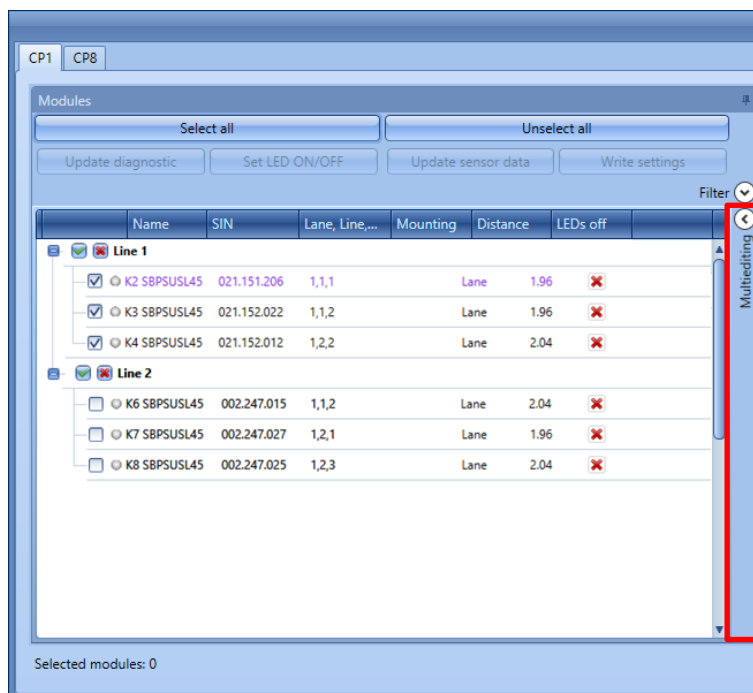 CP1 CP8
Modules
Select all Unselect all
Update diagnostic Set LED ON/OFF Update sensor data Write settings
Filter
Name SIN Lane, Line,... Mounting Distance LEDs off
Multiediting
Line 1
K2 SBPSUSL45 021.151.206 1,1,1 Lane 1.96
K3 SBPSUSL45 021.152.022 1,1,2 Lane 1.96
K4 SBPSUSL45 021.152.012 1,2,2 Lane 2.04
Line 2
K6 SBPSUSL45 002.247.015 1,1,2 Lane 2.04
K7 SBPSUSL45 002.247.027 1,2,1 Lane 1.96
K8 SBPSUSL45 002.247.025 1,2,3 Lane 2.04
Selected modules: 0